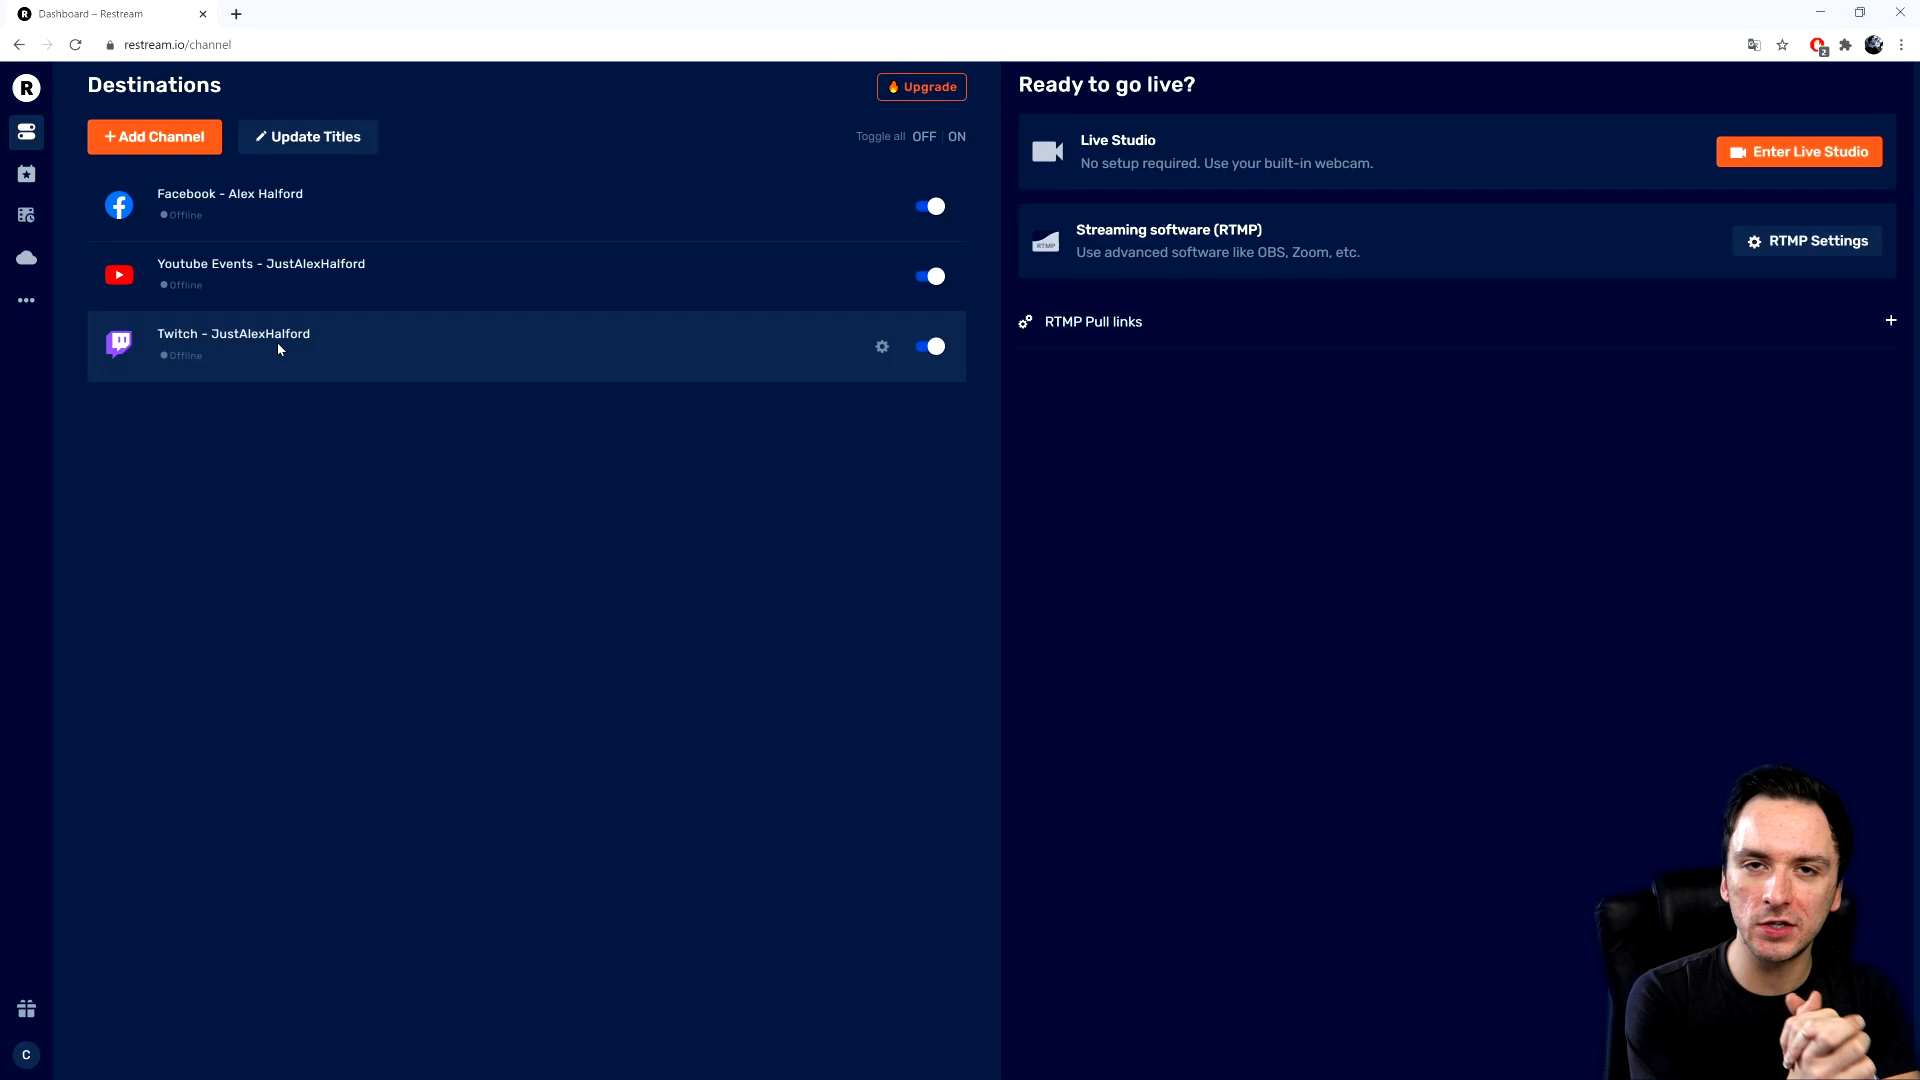 R Dashboard – Restream
restream.io/channel
2
R
Destinations
Upgrade
+ Add Channel
Update Titles
Toggle all OFF | ON
Facebook - Alex Halford
Offline
Youtube Events - JustAlexHalford
Offline
Twitch - JustAlexHalford
Offline
Ready to go live?
Live Studio
No setup required. Use your built-in webcam.
Enter Live Studio
RTMP
Streaming software (RTMP)
Use advanced software like OBS, Zoom, etc.
RTMP Settings
RTMP Pull links
+
C